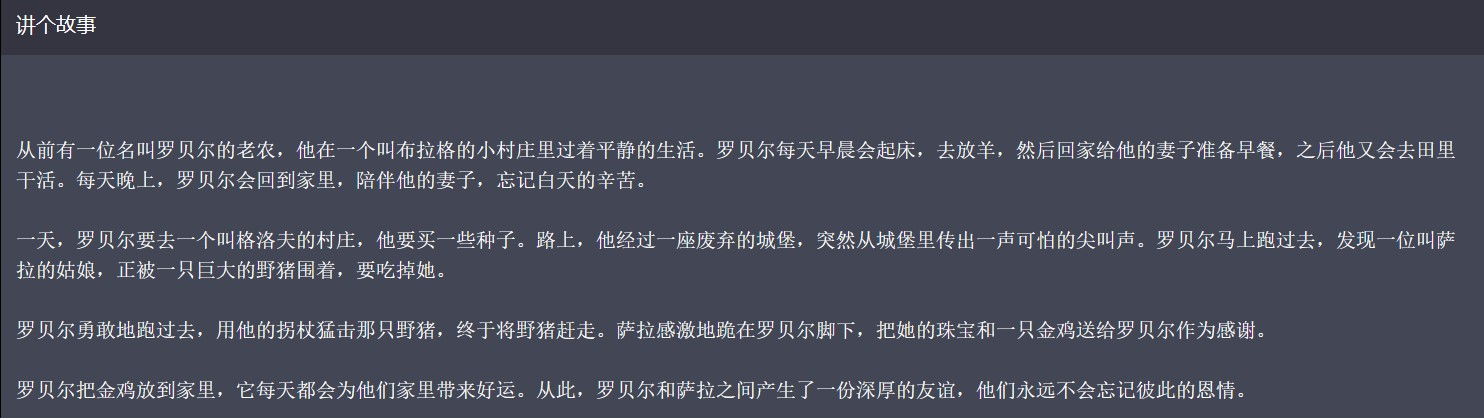 讲个故事
从前有一位名叫罗贝尔的老农，他在一个叫布拉格的小村庄里过着平静的生活。罗贝尔每天早晨会起床，去放羊，然后回家给他的妻子准备早餐，之后他又会去田里
干活。每天晚上，罗贝尔会回到家里，陪伴他的妻子，忘记白天的辛苦。
一天，罗贝尔要去一个叫格洛夫的村庄，他要买一些种子。路上，他经过一座废弃的城堡，突然从城堡里传出一声可怕的尖叫声。罗贝尔马上跑过去，发现一位叫萨
拉的姑娘，正被一只巨大的野猪围着，要吃掉她。
罗贝尔勇敢地跑过去，用他的拐杖猛击那只野猪，终于将野猪赶走。萨拉感激地跪在罗贝尔脚下，把她的珠宝和一只金鸡送给罗贝尔作为感谢。
罗贝尔把金鸡放到家里，它每天都会为他们家里带来好运。从此，罗贝尔和萨拉之间产生了一份深厚的友谊，他们永远不会忘记彼此的恩情。